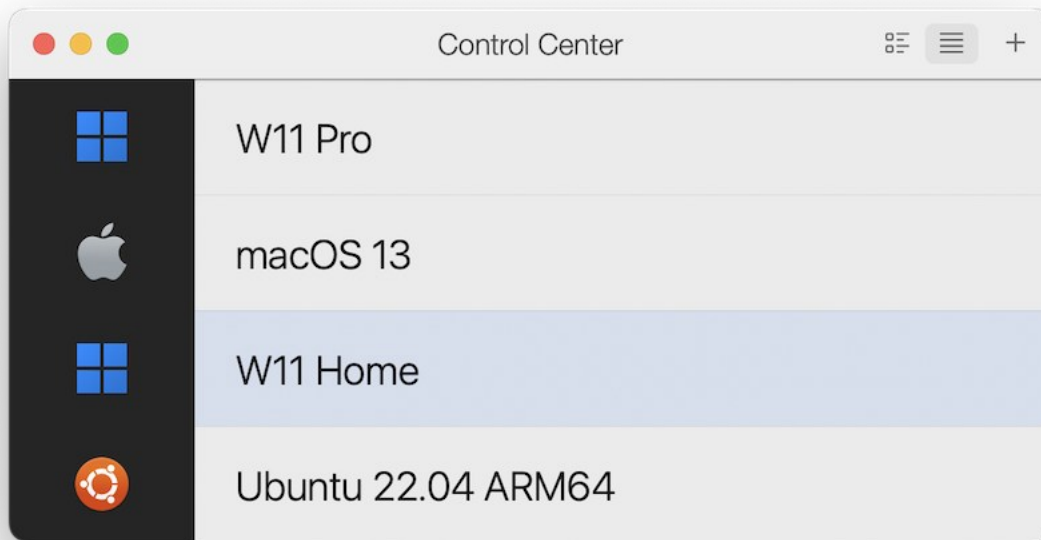 Control Center
W11 Pro
macOS 13
W11 Home
Ubuntu 22.04 ARM64